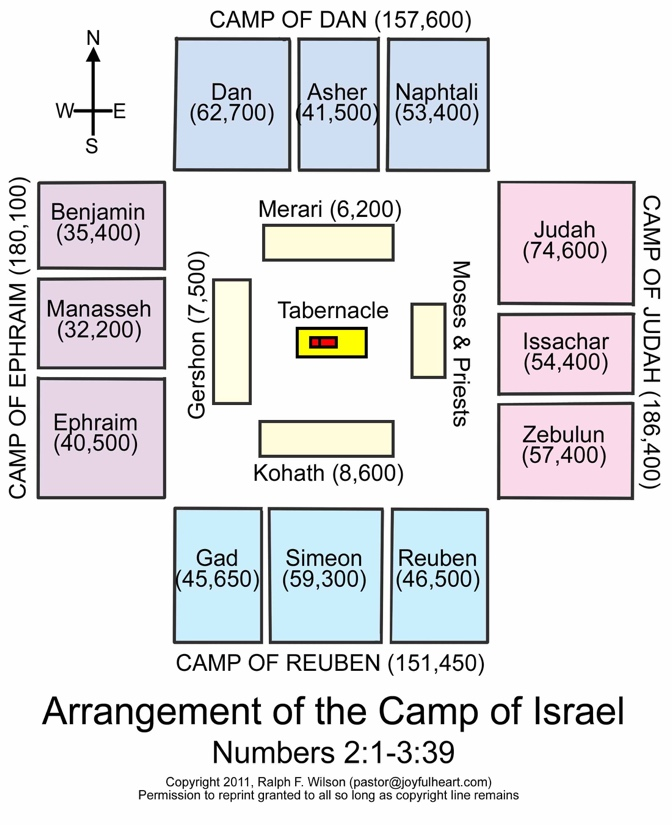 CAMP OF DAN (157,600)
N
W
E
S
Dan
(62,700)
Asher
(41,500)
Naphtali
(53,400)
CAMP OF EPHRAIM (180,100)
Benjamin
(35,400)
Manasseh
(32,200)
Ephraim
(40,500)
Merari (6,200)
Gershon (7,500)
Tabernacle
Moses & Priests
Kohath (8,600)
Judah
(74,600)
Issachar
(54,400)
Zebulun
(57,400)
CAMP OF JUDAH (186,400)
Gad
(45,650)
Simeon
(59,300)
Reuben
(46,500)
CAMP OF REUBEN (151,450)
Arrangement of the Camp of Israel
Numbers 2:1-3:39
Copyright 2011, Ralph F. Wilson (pastor@joyfulheart.com)
Permission to reprint granted to all so long as copyright line remains